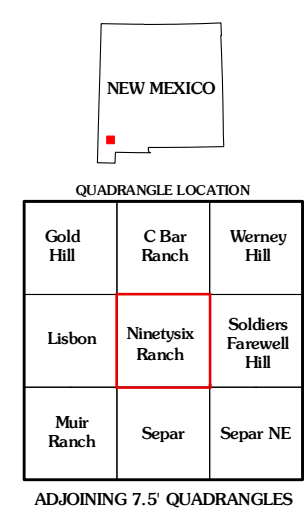 NEW MEXICO
QUADRANGLE LOCATION
Gold
Hill
C Bar
Ranch
Werney
Hill
Lisbon
Ninetysix
Ranch
Soldiers
Farewell
Hill
Muir
Ranch
Separ
Separ NE
ADJOINING 7.5' QUADRANGLES